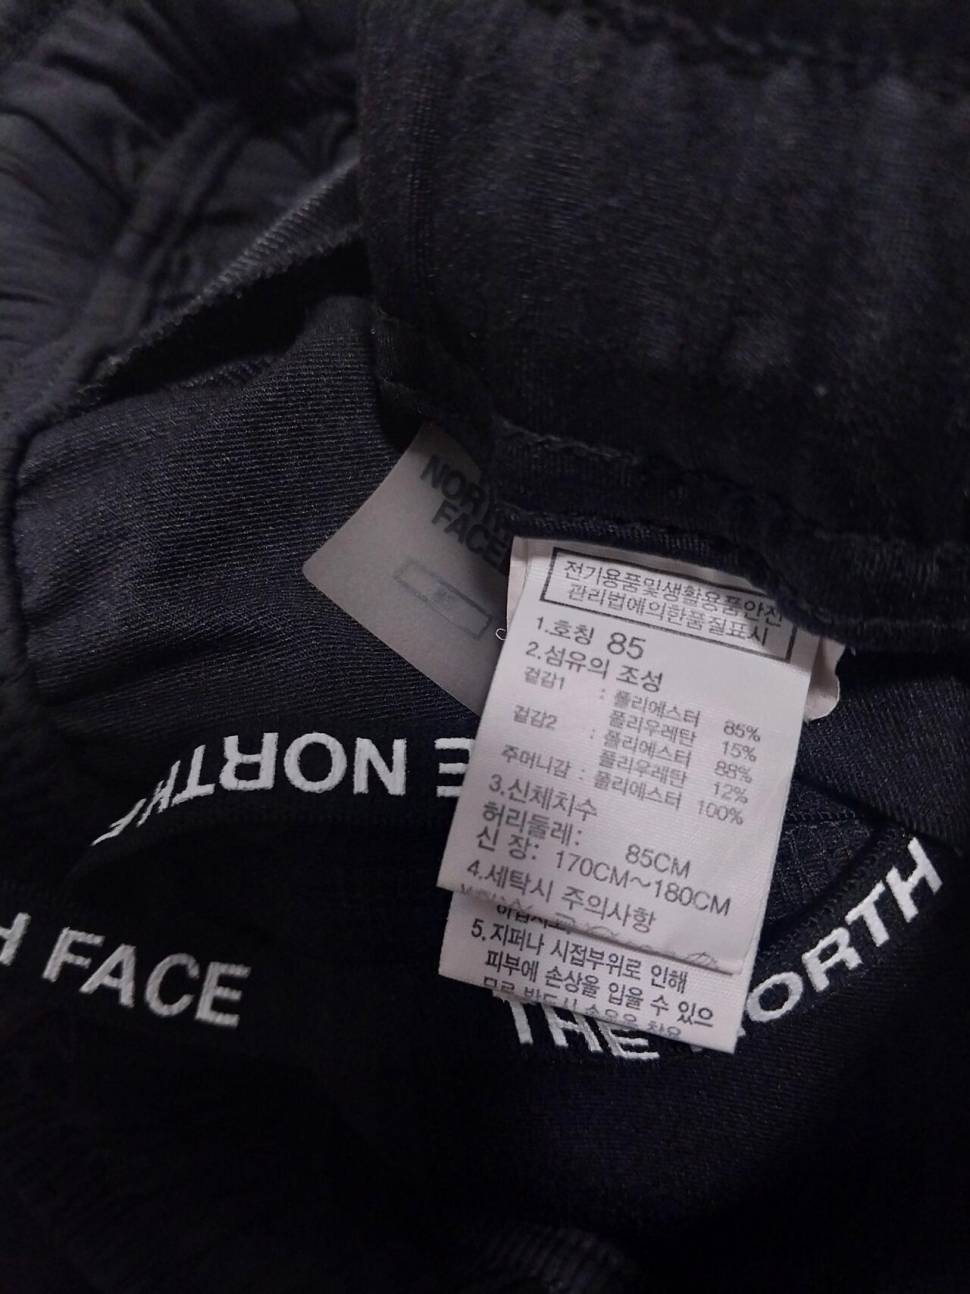 NORTH
FACE
전기용품및생활용품안전
관리법에의한품질표시
1.호칭 85
2.섬유의 조성
겉감1 : 폴리에스터 85%
폴리우레탄 15%
겉감2 : 폴리에스터 88%
폴리우레탄 12%
주머니감 : 폴리에스터 100%
3.신체치수
허리둘레: 85CM
신 장: 170CM~180CM
4.세탁시 주의사항
5.지퍼나 시접부위로 인해
피부에 손상을 입을 수 있으
E NORTH
H FACE
THE NORTH